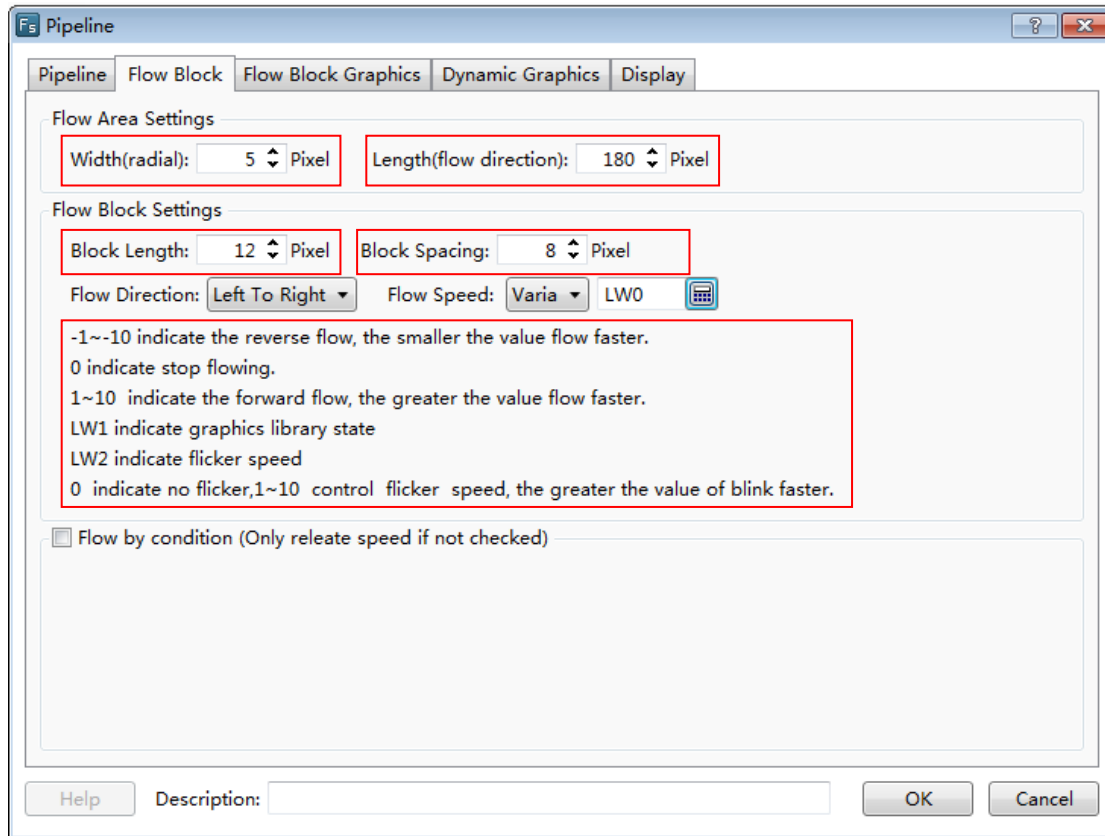 Fs Pipeline
Pipeline Flow Block Flow Block Graphics Dynamic Graphics Display
Flow Area Settings
Width(radial): 5 Pixel Length(flow direction): 180 Pixel
Flow Block Settings
Block Length: 12 Pixel Block Spacing: 8 Pixel
Flow Direction: Left To Right Flow Speed: Varia LW0
-1~-10 indicate the reverse flow, the smaller the value flow faster.
0 indicate stop flowing.
1~10 indicate the forward flow, the greater the value flow faster.
LW1 indicate graphics library state
LW2 indicate flicker speed
0 indicate no flicker,1~10 control flicker speed, the greater the value of blink faster.
Flow by condition (Only releate speed if not checked)
Help Description: OK Cancel